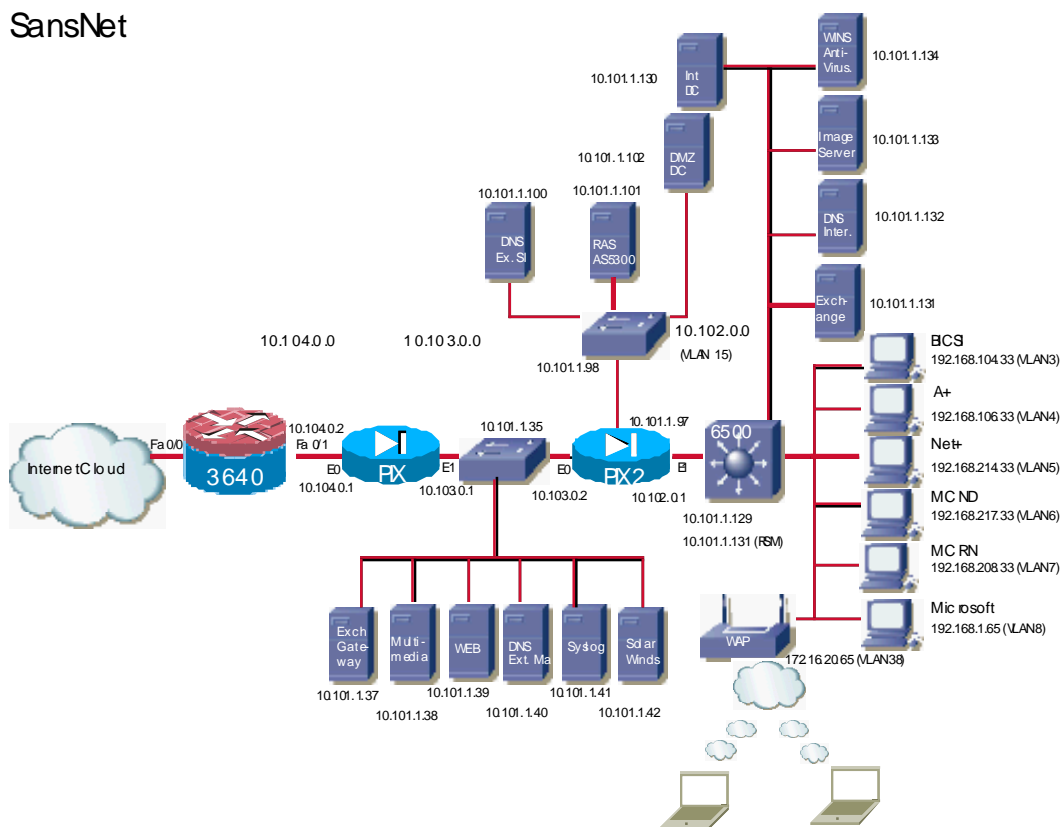 SansNet
WINS
Anti-
Virus.
10.101.1.134
10.101.1.130
Int
DC
Image
Server
10.101.1.133
10.101.1.102
DMZ
DC
10.101.1.101
10.101.1.100
DNS
Ex. Sl
RAS
AS5300
DNS
Inter.
10.101.1.132
Exch-
ange
10.101.1.131
10.104.0.0
10.103.0.0
10.102.0.0
(VLAN 15)
10.101.1.98
BICSI
192.168.104.33 (VLAN3)
A+
192.168.106.33 (VLAN4)
Net+
192.168.214.33 (VLAN5)
MCND
192.168.217.33 (VLAN6)
MCRN
192.168.208.33 (VLAN7)
Microsoft
192.168.1.65 (VLAN8)
InternetCloud
Fa0/0
3640
10.104.0.2
Fa0/1
E0
10.104.0.1
PIX
E1
10.103.0.1
10.101.1.35
E0
10.103.0.2
PIX2
10.101.1.97
E1
10.102.0.1
6500
10.101.1.129
10.101.1.131 (RSM)
WAP
172.16.20.65 (VLAN38)
Exch
Gate-
way
10.101.1.37
Multi-
media
10.101.1.38
WEB
10.101.1.39
DNS
Ext. Ma
10.101.1.40
Syslog
10.101.1.41
Solar
Winds
10.101.1.42